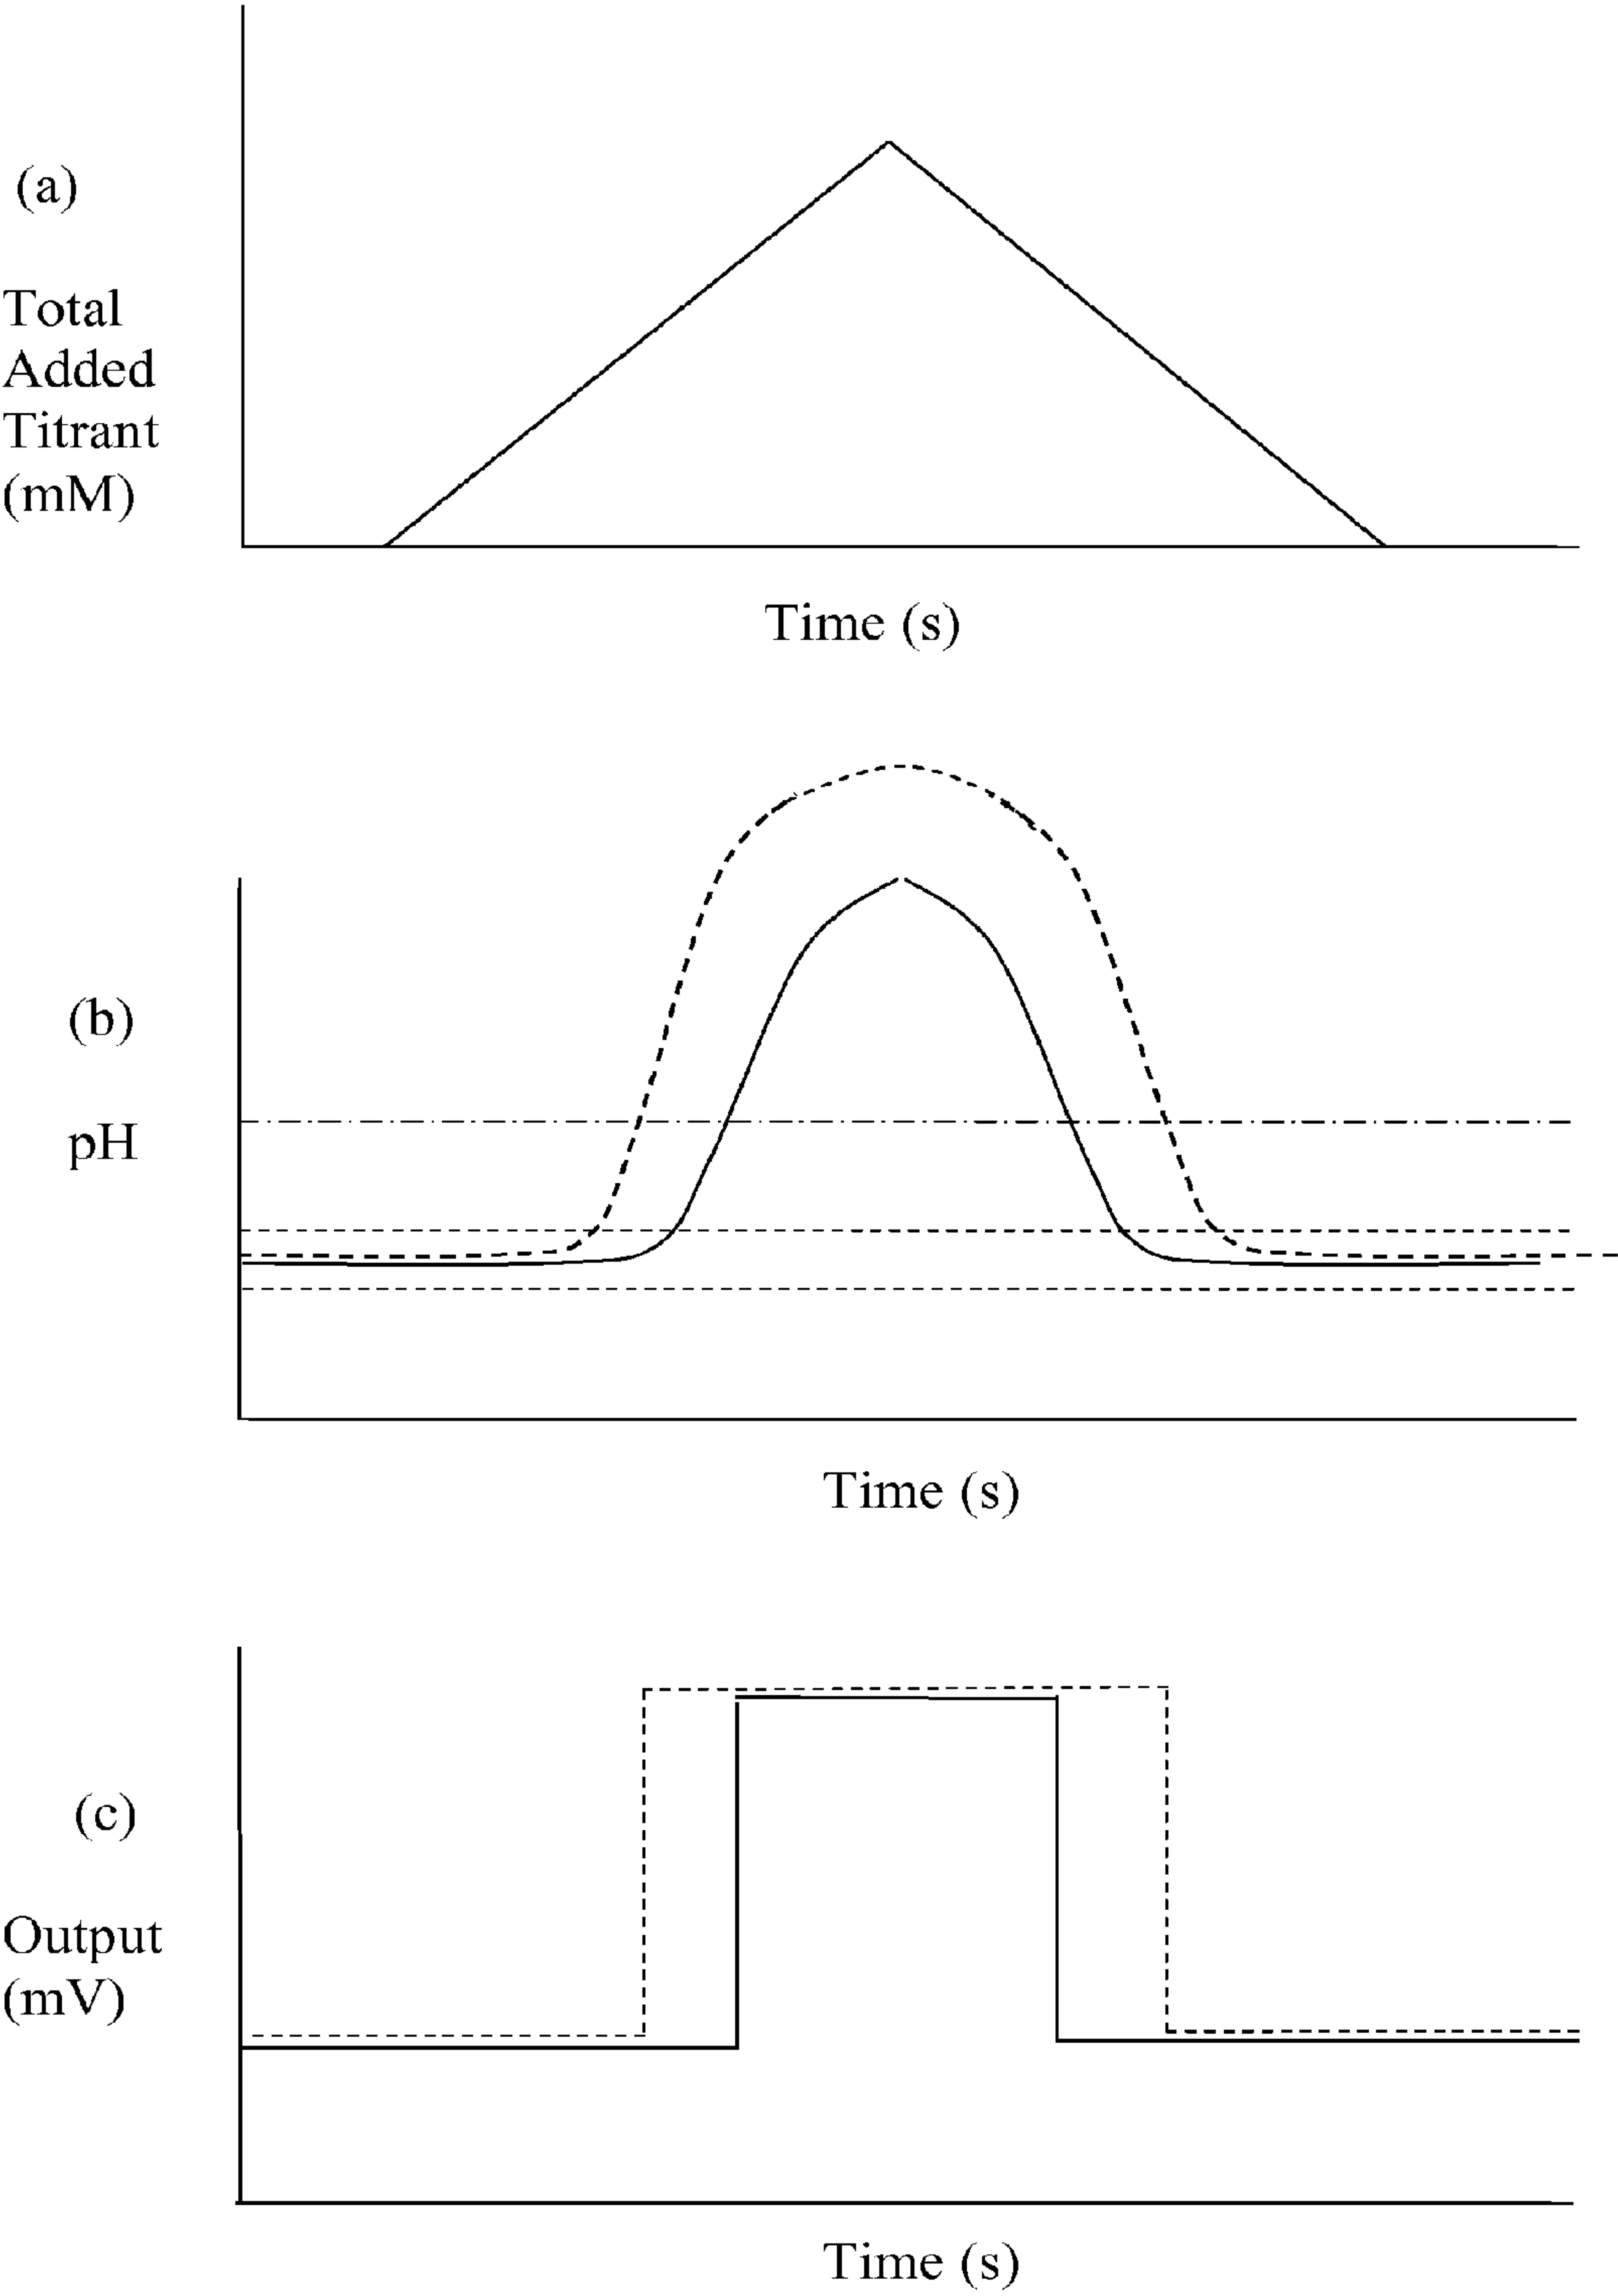 (a)
Total
Added
Titrant
(mM)
Time (s)
(b)
pH
Time (s)
(c)
Output
(mV)
Time (s)